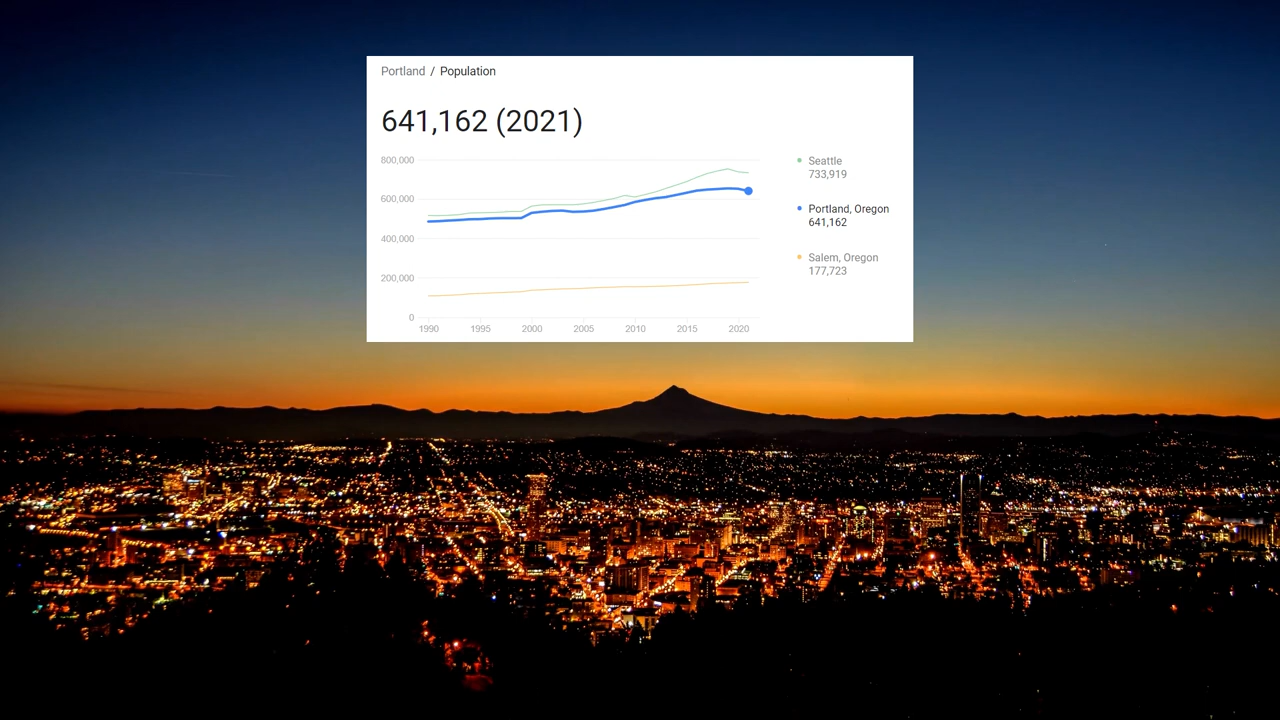 Portland / Population
641,162 (2021)
800,000
600,000
400,000
200,000
0
1990 1995 2000 2005 2010 2015 2020
Seattle
733,919
Portland, Oregon
641,162
Salem, Oregon
177,723